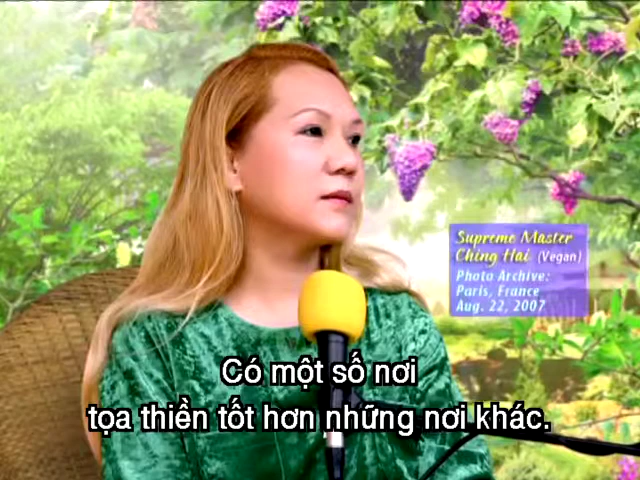 Supreme Master
Ching Hai (Vegan)
Photo Archive:
Paris, France
Aug. 22, 2007
Có một số nơi
tọa thiền tốt hơn những nơi khác.